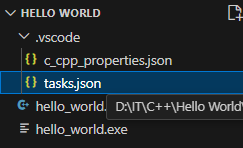 HELLO WORLD
.vscode
{} c_cpp_properties.json
{} tasks.json
hello_world.
D:\IT\C++\Hello World\
hello_world.exe